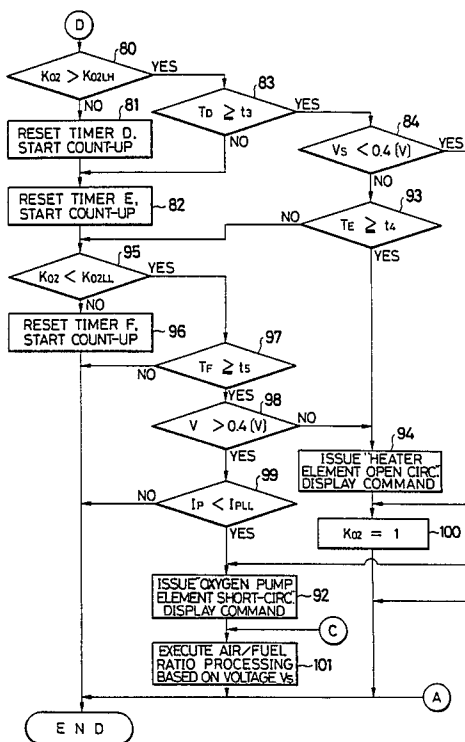 D
80
KO2 > KO2LH
YES
NO
83
TD ≧ t3
YES
NO
81
RESET TIMER D,
START COUNT-UP
84
VS < 0.4 (V)
YES
NO
RESET TIMER E,
START COUNT-UP
82
93
TE ≧ t4
NO
YES
95
KO2 < KO2LL
YES
NO
RESET TIMER F,
START COUNT-UP
96
97
TF ≧ t5
NO
YES
98
V > 0.4 (V)
NO
YES
94
ISSUE "HEATER
ELEMENT OPEN CIRC."
DISPLAY COMMAND
99
IP < IPLL
NO
YES
KO2 = 1
100
ISSUE "OXYGEN PUMP
ELEMENT SHORT-CIRC."
DISPLAY COMMAND
92
C
EXECUTE AIR/FUEL
RATIO PROCESSING
BASED ON VOLTAGE VS
101
A
END